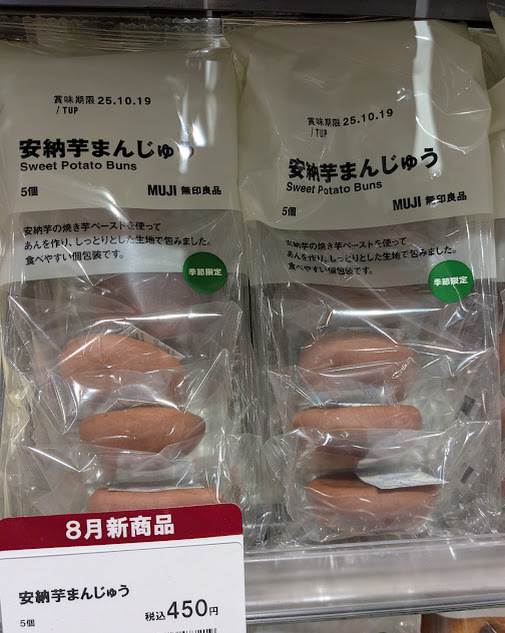 賞味期限 25.10.19
/TUP
安納芋まんじゅう
Sweet Potato Buns
5個
MUJI 無印良品
安納芋の焼き芋ペーストを使って
あんを作り、しっとりとした生地で包みました。
食べやすい個包装です。
季節限定
賞味期限 25.10.19
/TUP
安納芋まんじゅう
Sweet Potato Buns
5個
MUJI 無印良品
安納芋の焼き芋ペーストを使って
あんを作り、しっとりとした生地で包みました。
食べやすい個包装です。
季節限定
8月新商品
安納芋まんじゅう
5個
税込450円